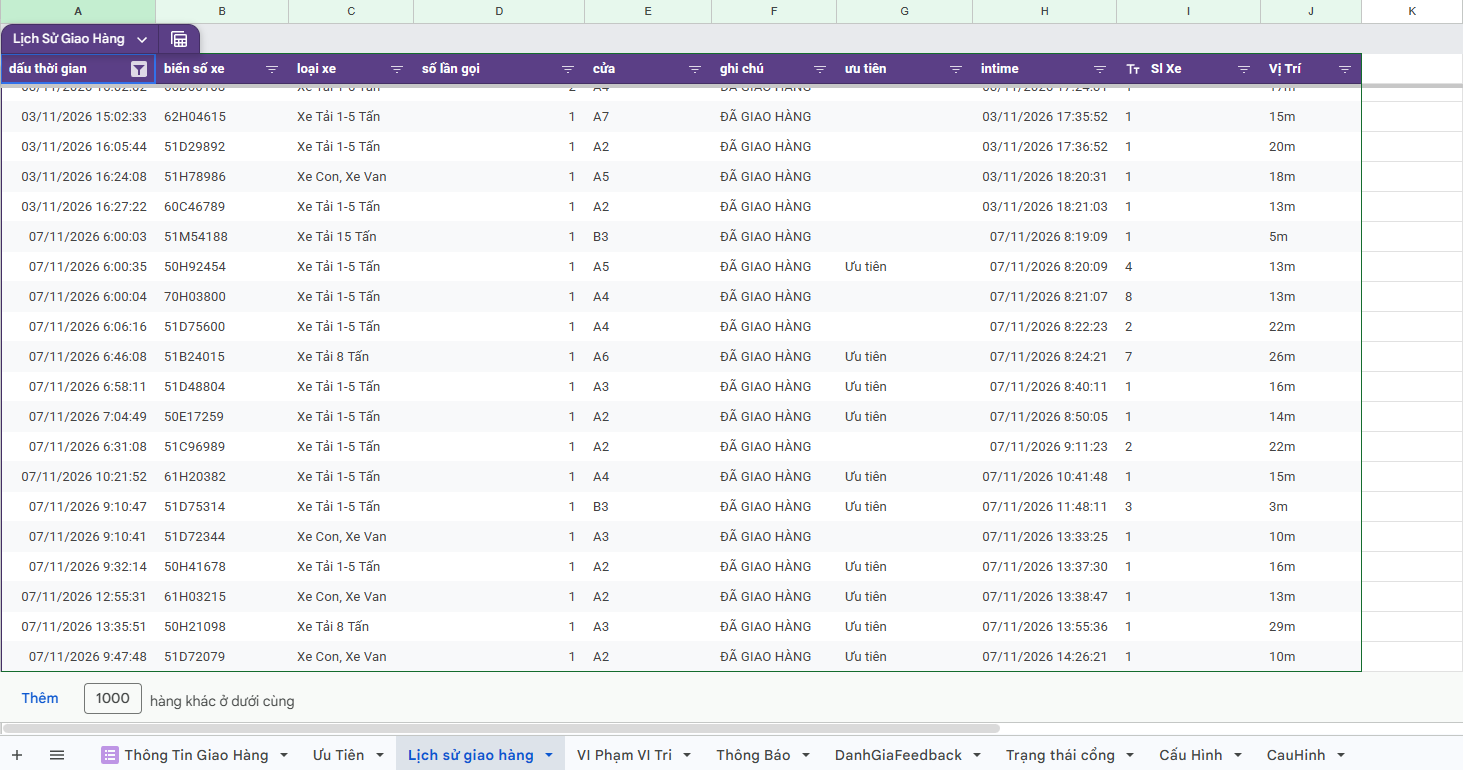 A B C D E F G H I J K
Lịch Sử Giao Hàng
dấu thời gian biển số xe loại xe số lần gọi cửa ghi chú ưu tiên intime Tт Sl Xe Vị Trí
03/11/2026 15:02:33 62H04615 Xe Tải 1-5 Tấn 1 A7 ĐÃ GIAO HÀNG 03/11/2026 17:35:52 1 15m
03/11/2026 16:05:44 51D29892 Xe Tải 1-5 Tấn 1 A2 ĐÃ GIAO HÀNG 03/11/2026 17:36:52 1 20m
03/11/2026 16:24:08 51H78986 Xe Con, Xe Van 1 A5 ĐÃ GIAO HÀNG 03/11/2026 18:20:31 1 18m
03/11/2026 16:27:22 60C46789 Xe Tải 1-5 Tấn 1 A2 ĐÃ GIAO HÀNG 03/11/2026 18:21:03 1 13m
07/11/2026 6:00:03 51M54188 Xe Tải 15 Tấn 1 B3 ĐÃ GIAO HÀNG 07/11/2026 8:19:09 1 5m
07/11/2026 6:00:35 50H92454 Xe Tải 1-5 Tấn 1 A5 ĐÃ GIAO HÀNG Ưu tiên 07/11/2026 8:20:09 4 13m
07/11/2026 6:00:04 70H03800 Xe Tải 1-5 Tấn 1 A4 ĐÃ GIAO HÀNG 07/11/2026 8:21:07 8 13m
07/11/2026 6:06:16 51D75600 Xe Tải 1-5 Tấn 1 A4 ĐÃ GIAO HÀNG 07/11/2026 8:22:23 2 22m
07/11/2026 6:46:08 51B24015 Xe Tải 8 Tấn 1 A6 ĐÃ GIAO HÀNG Ưu tiên 07/11/2026 8:24:21 7 26m
07/11/2026 6:58:11 51D48804 Xe Tải 1-5 Tấn 1 A3 ĐÃ GIAO HÀNG Ưu tiên 07/11/2026 8:40:11 1 16m
07/11/2026 7:04:49 50E17259 Xe Tải 1-5 Tấn 1 A2 ĐÃ GIAO HÀNG Ưu tiên 07/11/2026 8:50:05 1 14m
07/11/2026 6:31:08 51C96989 Xe Tải 1-5 Tấn 1 A2 ĐÃ GIAO HÀNG 07/11/2026 9:11:23 2 22m
07/11/2026 10:21:52 61H20382 Xe Tải 1-5 Tấn 1 A4 ĐÃ GIAO HÀNG Ưu tiên 07/11/2026 10:41:48 1 15m
07/11/2026 9:10:47 51D75314 Xe Tải 1-5 Tấn 1 B3 ĐÃ GIAO HÀNG Ưu tiên 07/11/2026 11:48:11 3 3m
07/11/2026 9:10:41 51D72344 Xe Con, Xe Van 1 A3 ĐÃ GIAO HÀNG 07/11/2026 13:33:25 1 10m
07/11/2026 9:32:14 50H41678 Xe Tải 1-5 Tấn 1 A2 ĐÃ GIAO HÀNG Ưu tiên 07/11/2026 13:37:30 1 16m
07/11/2026 12:55:31 61H03215 Xe Con, Xe Van 1 A2 ĐÃ GIAO HÀNG Ưu tiên 07/11/2026 13:38:47 1 13m
07/11/2026 13:35:51 50H21098 Xe Tải 8 Tấn 1 A3 ĐÃ GIAO HÀNG Ưu tiên 07/11/2026 13:55:36 1 29m
07/11/2026 9:47:48 51D72079 Xe Con, Xe Van 1 A2 ĐÃ GIAO HÀNG Ưu tiên 07/11/2026 14:26:21 1 10m
Thêm 1000 hàng khác ở dưới cùng
Thông Tin Giao Hàng Ưu Tiên Lịch sử giao hàng VI Phạm VI Tri Thông Báo DanhGiaFeedback Trạng thái cổng Cấu Hình CauHinh